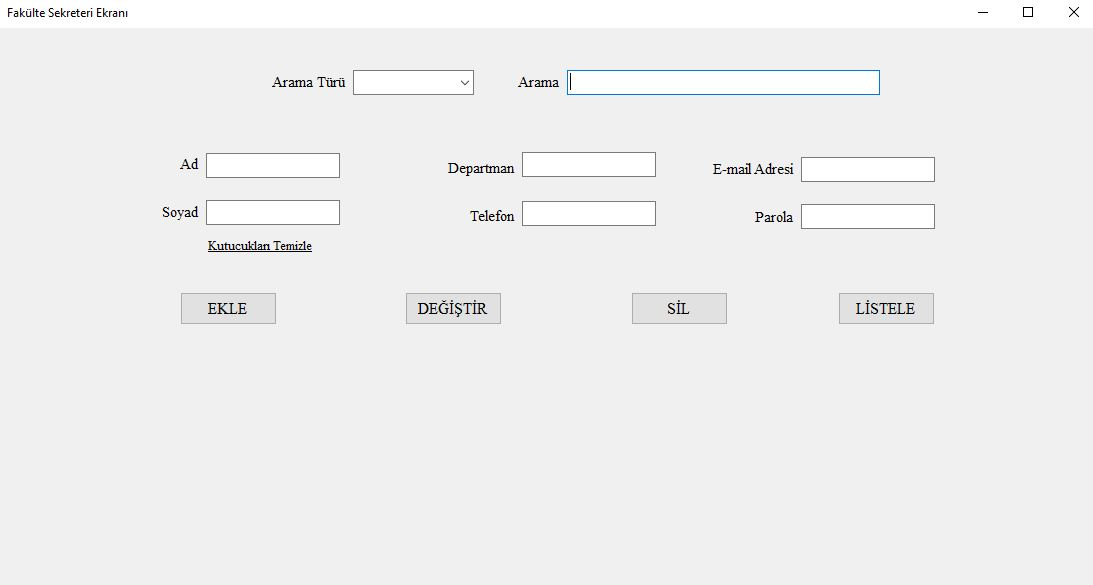 Fakülte Sekreteri Ekranı
Arama Türü
Arama
Ad
Departman
E-mail Adresi
Soyad
Telefon
Parola
Kutucukları Temizle
EKLE
DEĞİŞTİR
SİL
LİSTELE